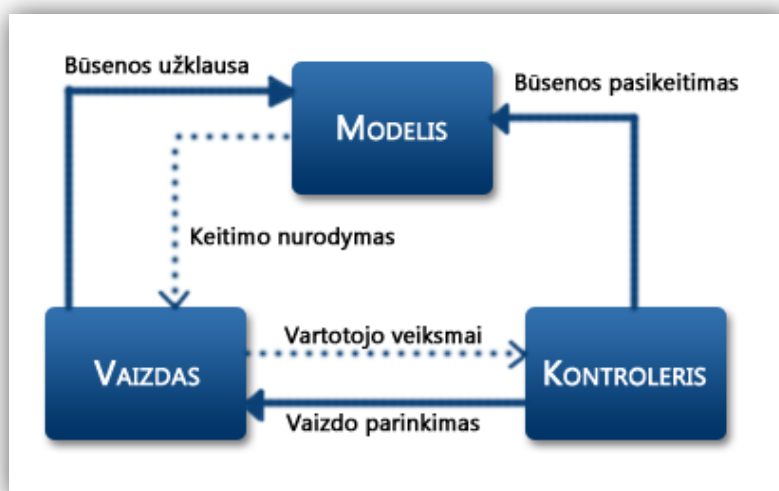 Būsenos užklausa
Būsenos pasikeitimas
MODELIS
Keitimo nurodymas
Vartotojo veiksmai
VAIZDAS
KONTROLERIS
Vaizdo parinkimas